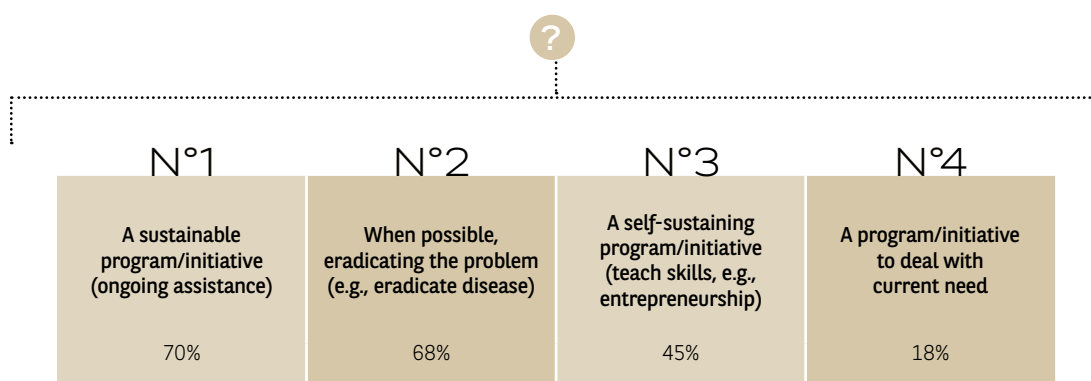 ?
N°1
A sustainable
program/initiative
(ongoing assistance)
70%
N°2
When possible,
eradicating the problem
(e.g., eradicate disease)
68%
N°3
A self-sustaining
program/initiative
(teach skills, e.g.,
entrepreneurship)
45%
N°4
A program/initiative
to deal with
current need
18%